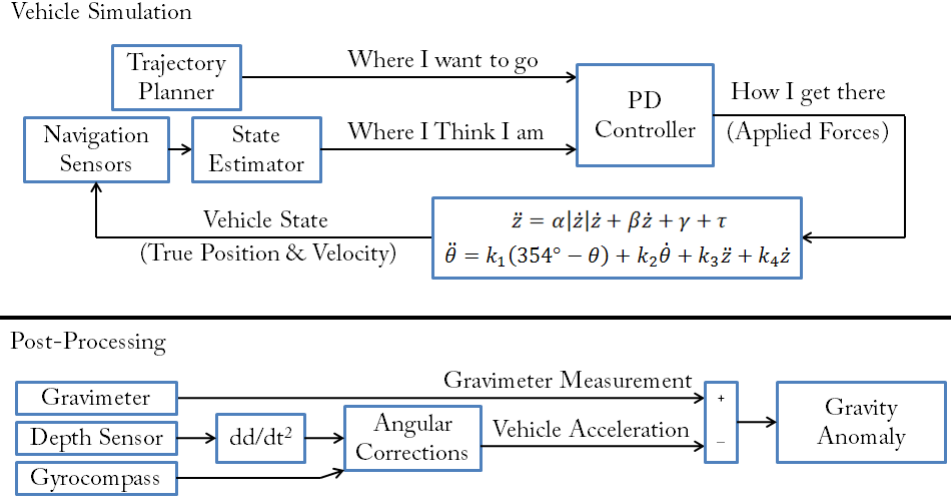 Vehicle Simulation
Trajectory
Planner
Where I want to go
PD
Controller
How I get there
(Applied Forces)
Navigation
Sensors
State
Estimator
Where I Think I am
Vehicle State
(True Position & Velocity)
z̈ = α|ż|ż + βż + γ + τ
θ̈ = k₁(354° − θ) + k₂θ̇ + k₃z̈ + k₄ż
Post-Processing
Gravimeter
Gravimeter Measurement
Depth Sensor
dd/dt²
Angular
Corrections
Vehicle Acceleration
Gyrocompass
+
−
Gravity
Anomaly